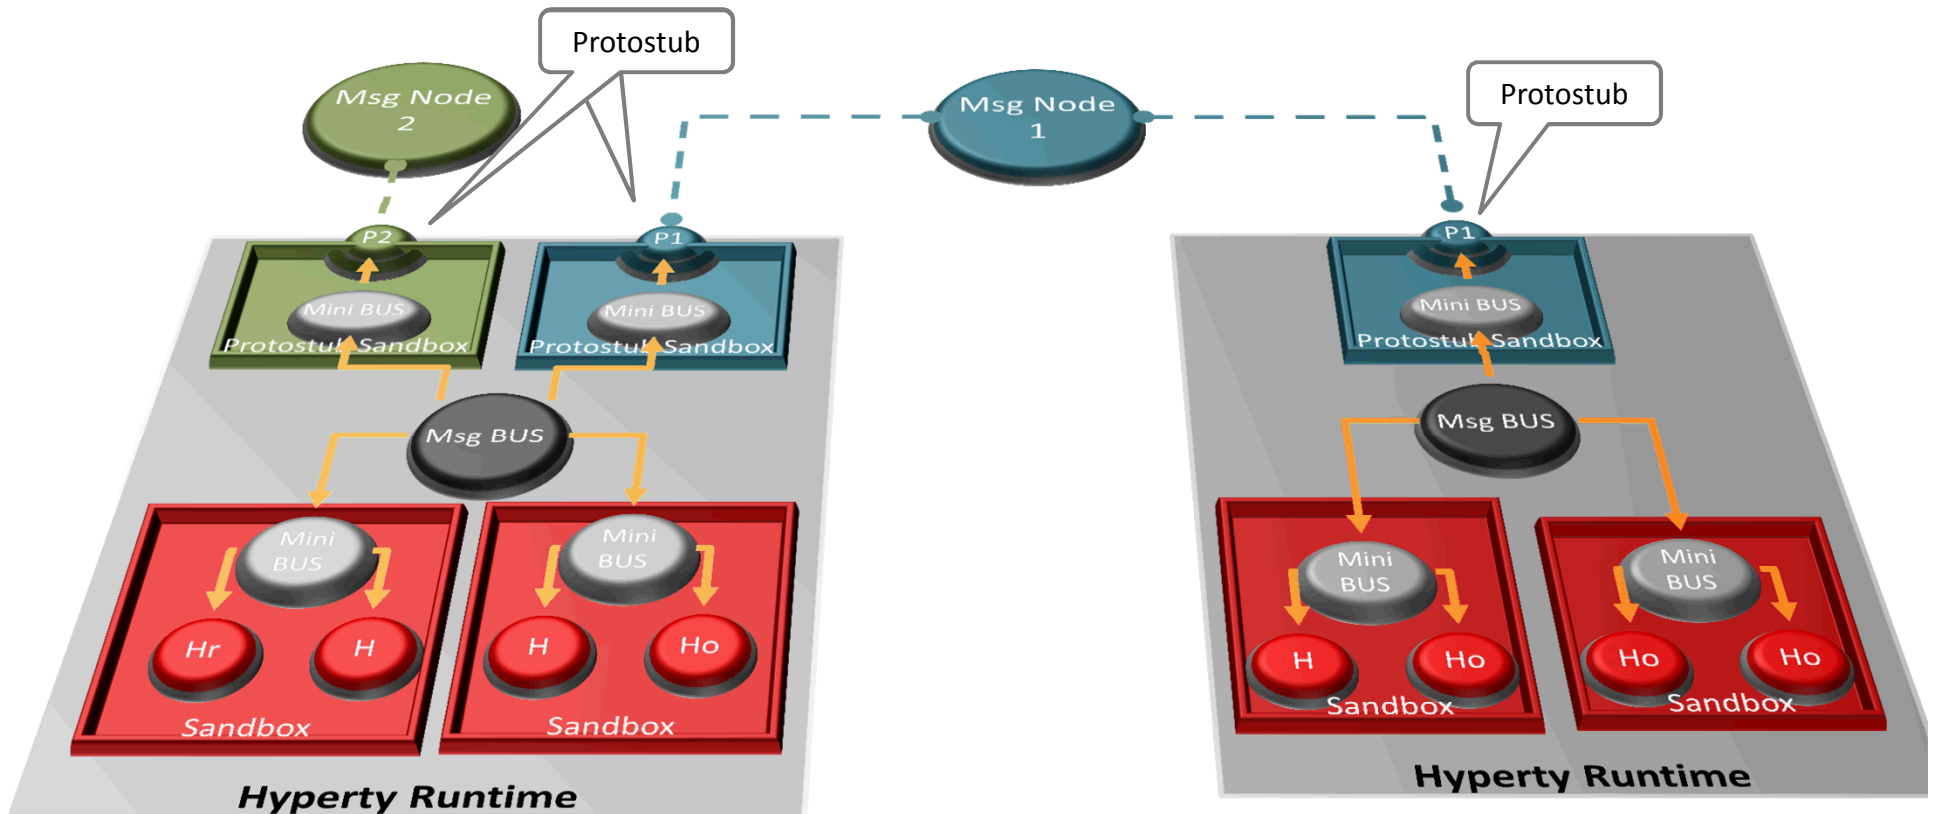 Protostub
Msg Node
2
Msg Node
1
Protostub
P2
P1
P1
Mini BUS
Mini BUS
Mini BUS
Protostub Sandbox
Protostub Sandbox
Protostub Sandbox
Msg BUS
Msg BUS
Mini
BUS
Mini
BUS
Mini
BUS
Mini
BUS
Hr
H
H
Ho
H
Ho
Ho
Ho
Sandbox
Sandbox
Sandbox
Sandbox
Hyperty Runtime
Hyperty Runtime